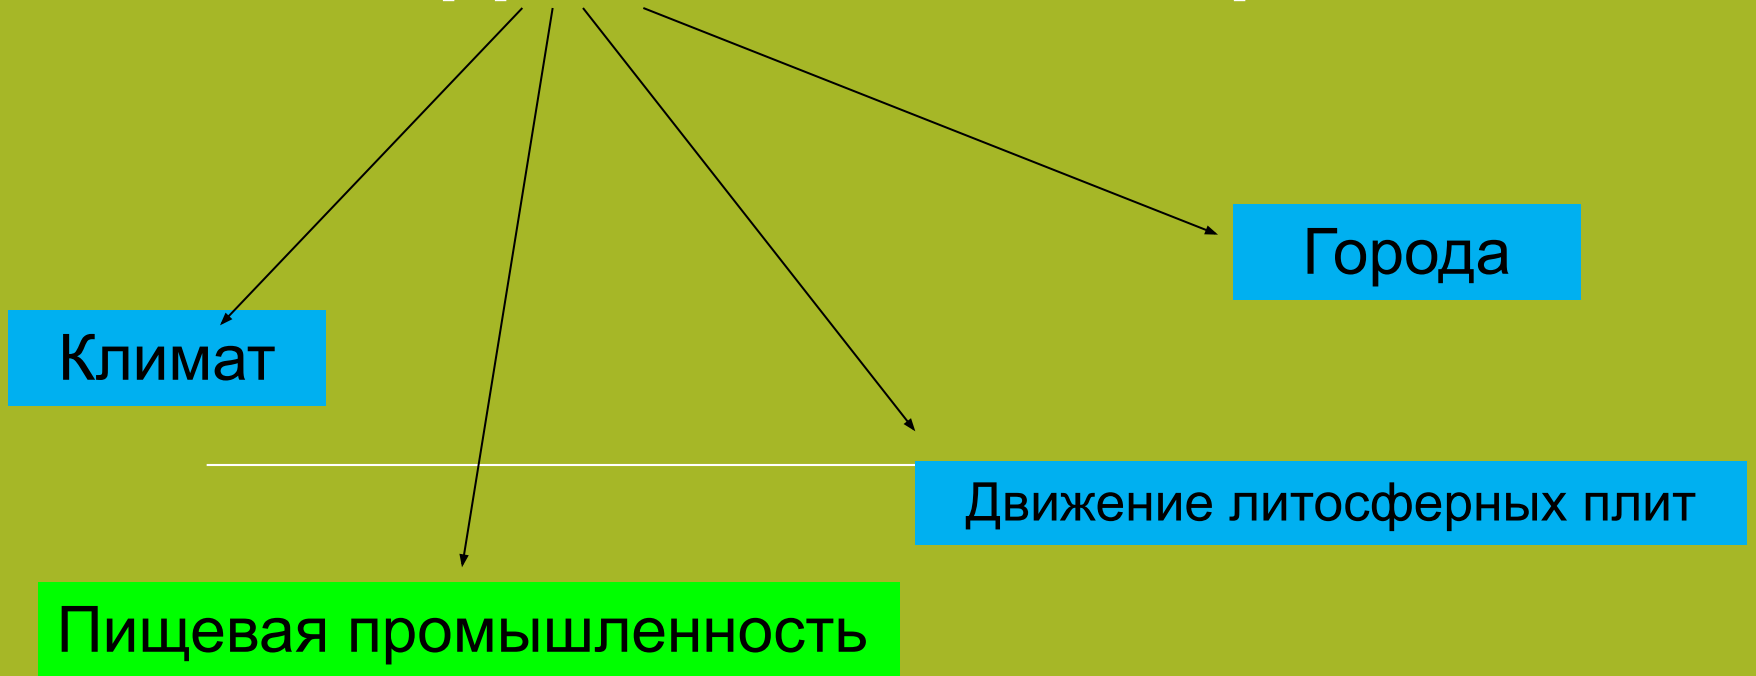 Города
Климат
Движение литосферных плит
Пищевая промышленность